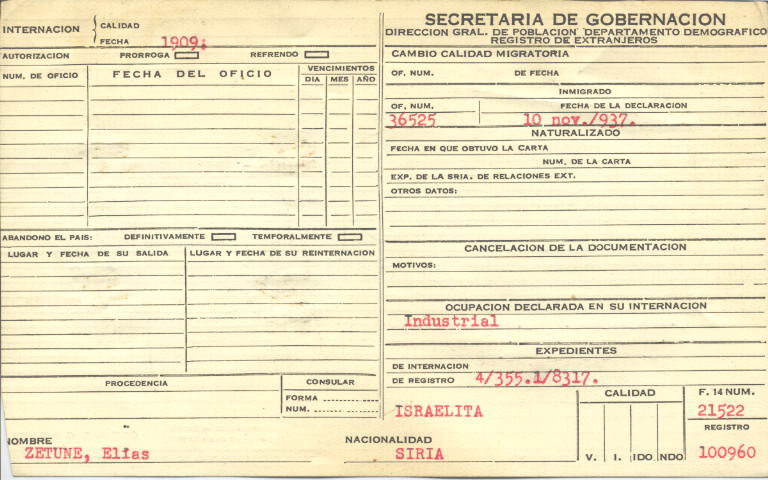 INTERNACION { CALIDAD
FECHA 1909:
AUTORIZACION PRORROGA REFRENDO
NUM. DE OFICIO FECHA DEL OFICIO VENCIMIENTOS
DIA MES AÑO
ABANDONO EL PAIS: DEFINITIVAMENTE TEMPORALMENTE
LUGAR Y FECHA DE SU SALIDA LUGAR Y FECHA DE SU REINTERNACION
PROCEDENCIA CONSULAR
FORMA
NUM.
SECRETARIA DE GOBERNACION
DIRECCION GRAL. DE POBLACION DEPARTAMENTO DEMOGRAFICO
REGISTRO DE EXTRANJEROS
CAMBIO CALIDAD MIGRATORIA
OF. NUM. DE FECHA
INMIGRADO
OF. NUM. FECHA DE LA DECLARACION
36525 10 nov./937.
NATURALIZADO
FECHA EN QUE OBTUVO LA CARTA
NUM. DE LA CARTA
EXP. DE LA SRIA. DE RELACIONES EXT.
OTROS DATOS:
CANCELACION DE LA DOCUMENTACION
MOTIVOS:
OCUPACION DECLARADA EN SU INTERNACION
Industrial
EXPEDIENTES
DE INTERNACION
DE REGISTRO 4/355.1/8317.
ISRAELITA
CALIDAD
V. I. IDO. NDO.
F. 14 NUM.
21522
REGISTRO
100960
NOMBRE
ZETUNE, Elias
NACIONALIDAD
SIRIA